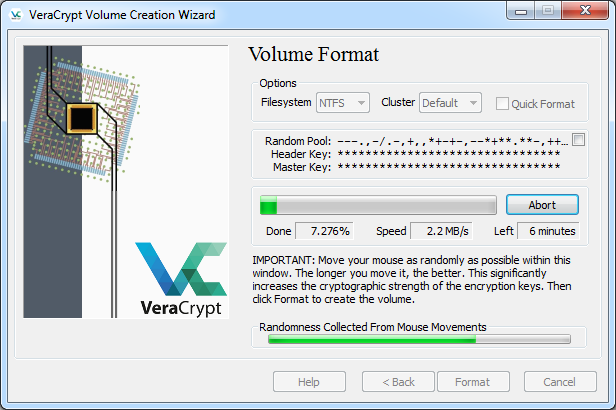 VeraCrypt Volume Creation Wizard
Volume Format
Options
Filesystem NTFS Cluster Default Quick Format
Random Pool: ---.,-/.-,+,,*+-+-,--*+**.**-,++...
Header Key: ********************************
Master Key: ********************************
Abort
Done 7.276% Speed 2.2 MB/s Left 6 minutes
IMPORTANT: Move your mouse as randomly as possible within this
window. The longer you move it, the better. This significantly
increases the cryptographic strength of the encryption keys. Then
click Format to create the volume.
VeraCrypt
Randomness Collected From Mouse Movements
Help < Back Format Cancel